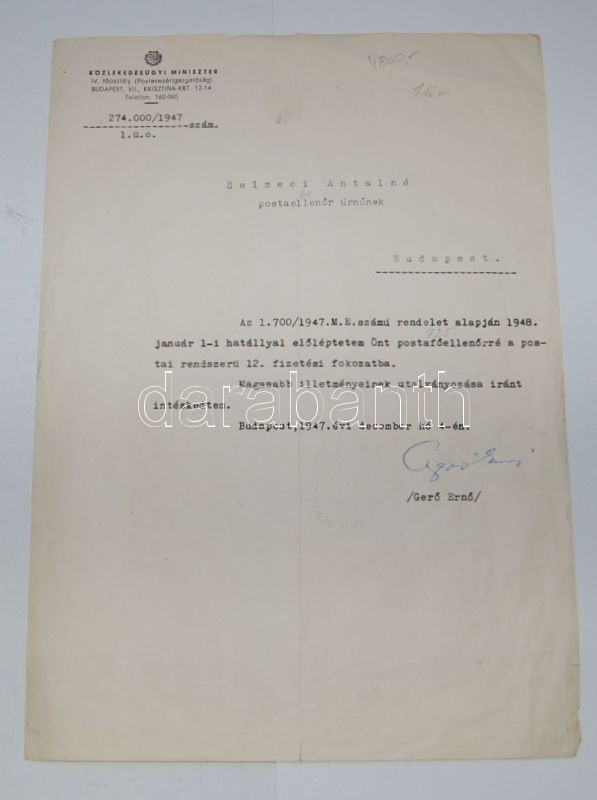 4800,-
KÖZLEKEDÉSÜGYI MINISZTER
IV. főosztály (Postavezérigazgatóság)
BUDAPEST, XII., KRISZTINA-KRT. 12-14
Telefon: 160-060
274.000/1947
szám.
1.ü.o.
Selmeci Antalné
postaellenőr úrnőnek
Budapest.
Az 1.700/1947.M.E.számú rendelet alapján 1948.
január 1-i hatállyal előléptetem Önt postafőellenőrré a pos-
tai rendszerü 12. fizetési fokozatba.
Magasabb illetményeinek utalványozása iránt
intézkedtem.
Budapest,1947.évi december hó -én.
/Gerő Ernő/
darabanth